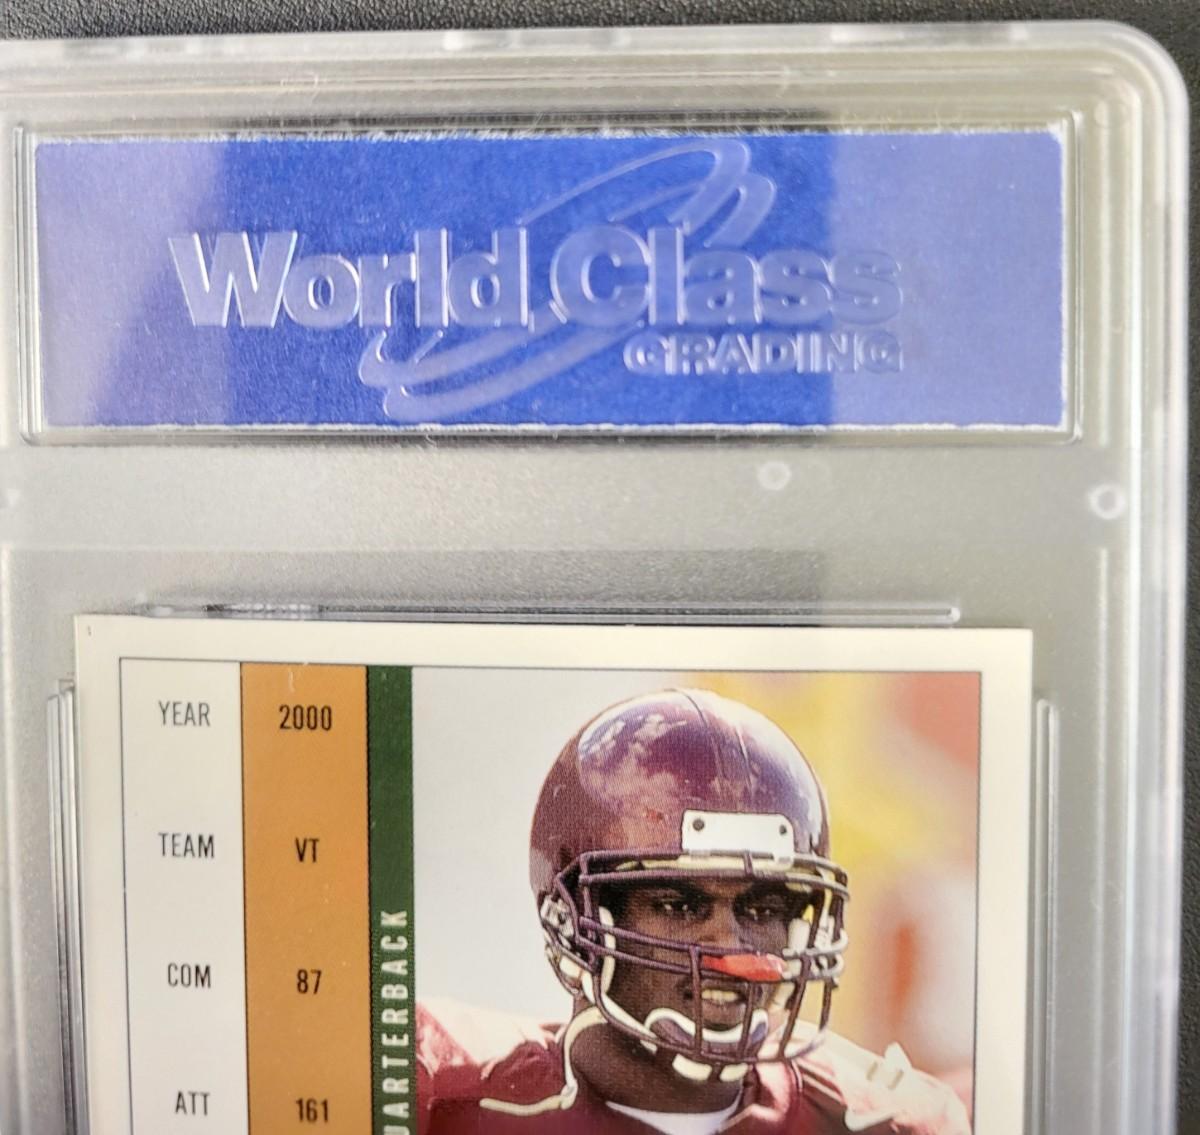 World Class
GRADING
YEAR 2000
TEAM VT
COM 87
ATT 161
UARTERBACK